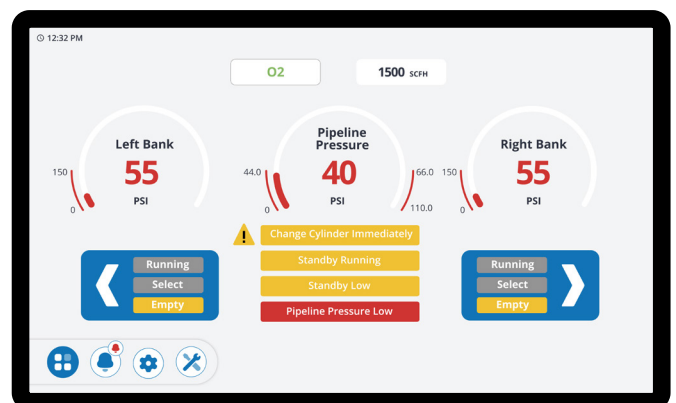 12:32 PM
O2
1500 SCFH
Left Bank
55
PSI
150
0
Pipeline
Pressure
40
PSI
44.0
66.0
0
110.0
Right Bank
55
PSI
150
0
Change Cylinder Immediately
Standby Running
Standby Low
Pipeline Pressure Low
Running
Select
Empty
Running
Select
Empty